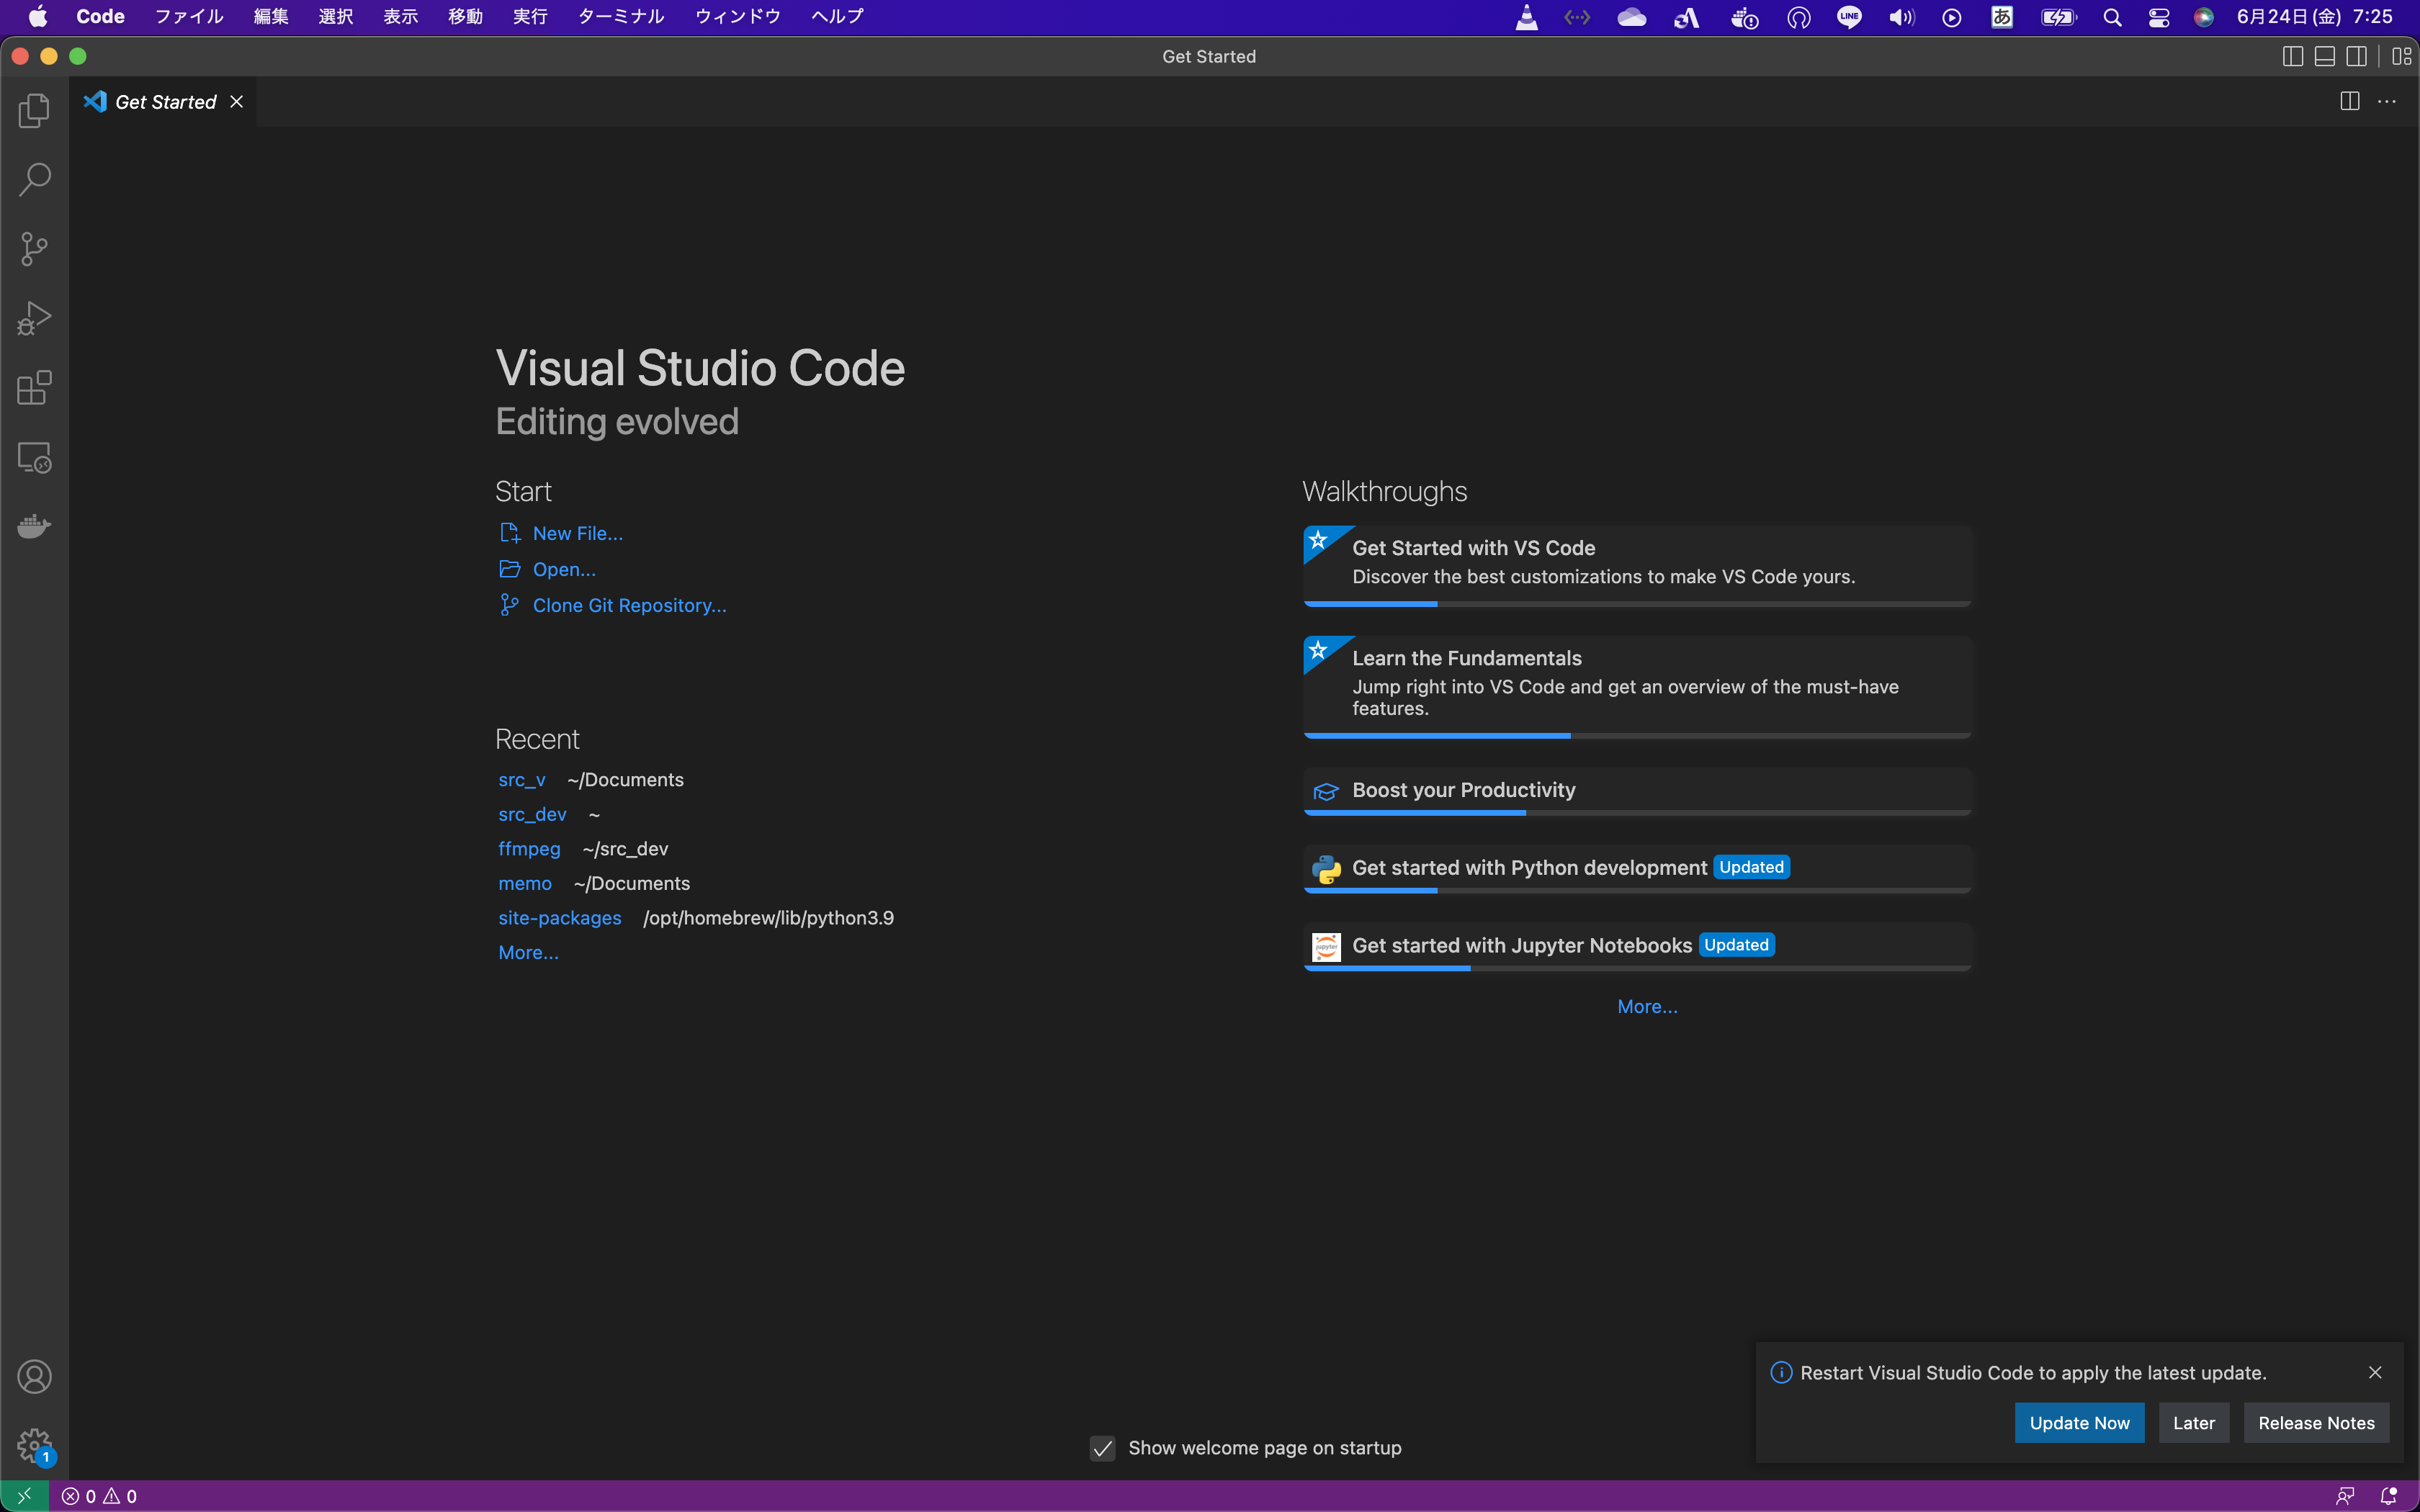 Code ファイル 編集 選択 表示 移動 実行 ターミナル ウィンドウ ヘルプ LINE あ 6月24日(金) 7:25
Get Started
Get Started
Visual Studio Code
Editing evolved
Start
New File...
Open...
Clone Git Repository...
Recent
src_v ~/Documents
src_dev ~
ffmpeg ~/src_dev
memo ~/Documents
site-packages /opt/homebrew/lib/python3.9
More...
Walkthroughs
Get Started with VS Code
Discover the best customizations to make VS Code yours.
Learn the Fundamentals
Jump right into VS Code and get an overview of the must-have
features.
Boost your Productivity
Get started with Python development Updated
jupyter Get started with Jupyter Notebooks Updated
More...
Restart Visual Studio Code to apply the latest update.
Update Now Later Release Notes
Show welcome page on startup
1
0 0